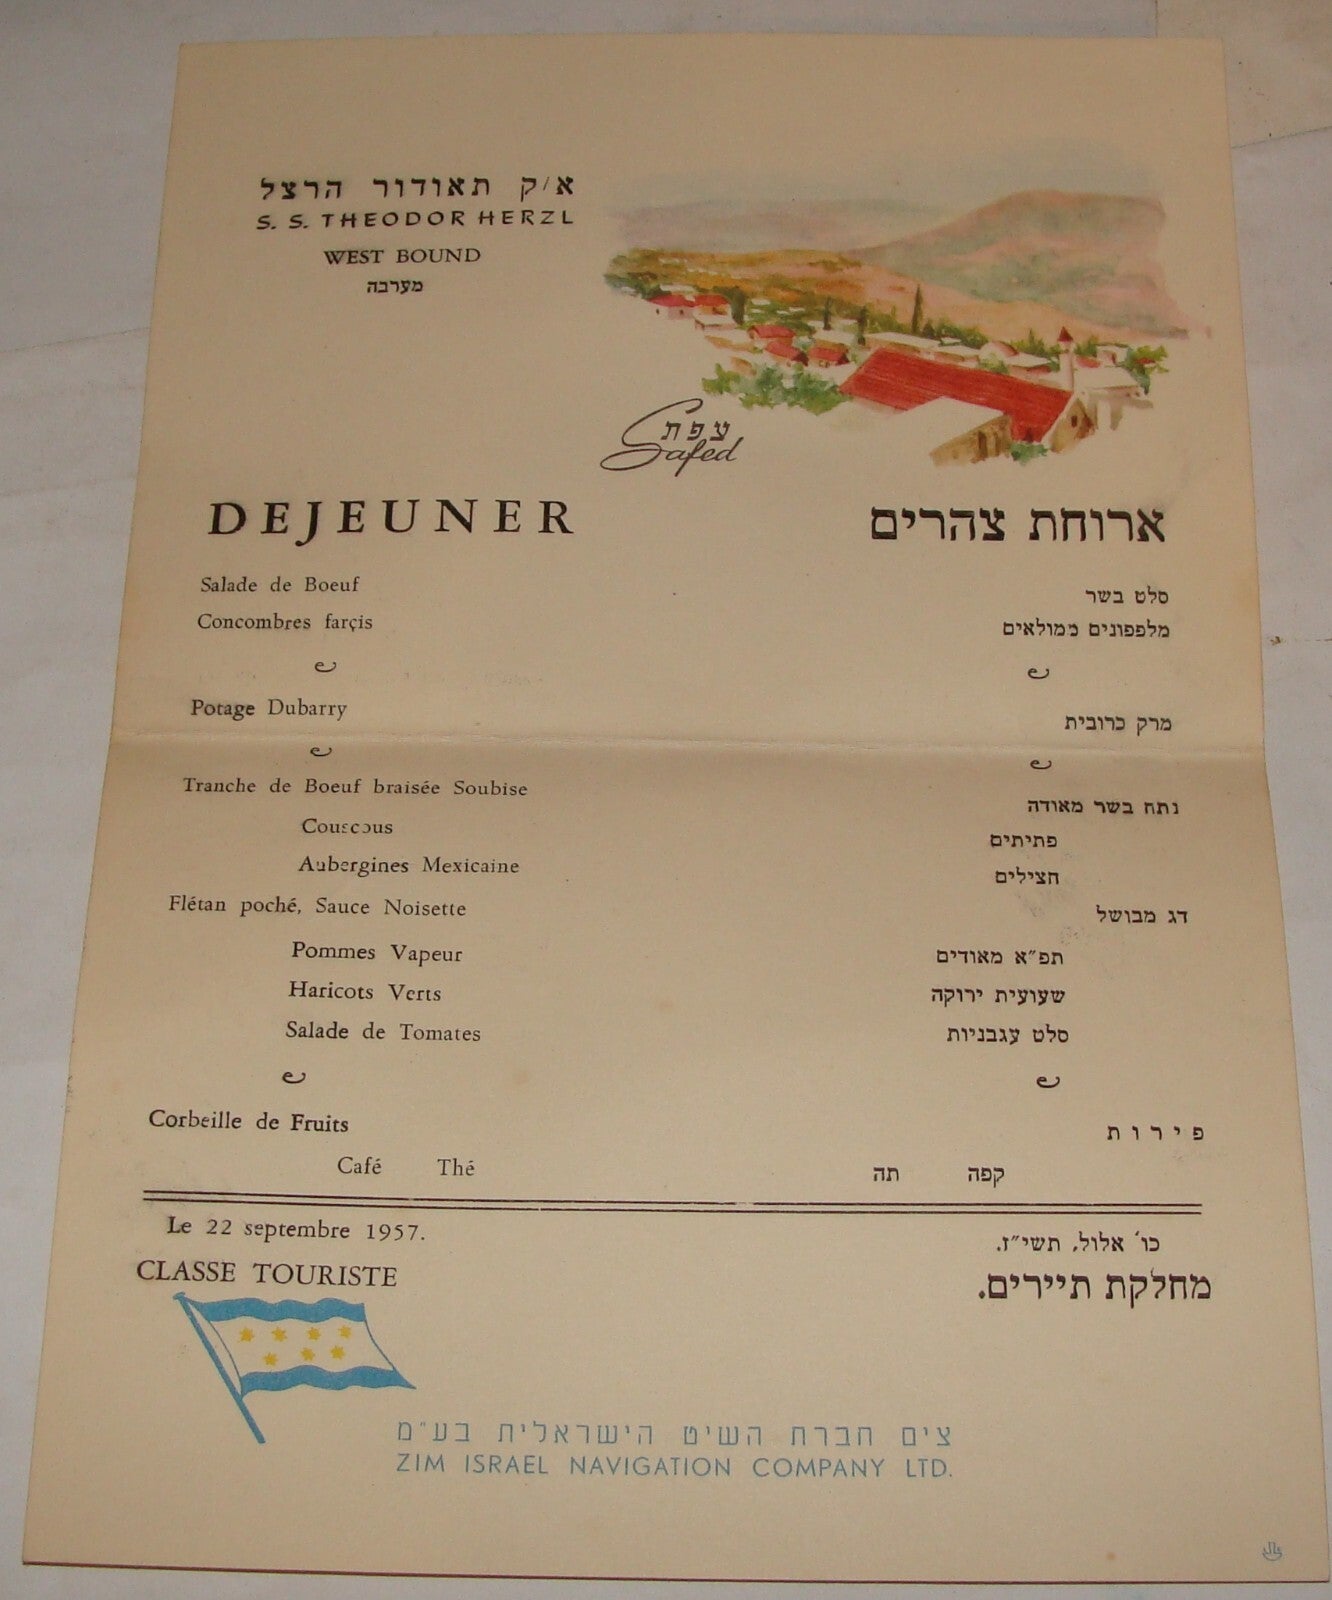 א/ק תאודור הרצל
S. S. THEODOR HERZL
WEST BOUND
מערבה
צפת
Safed
DEJEUNER
ארוחת צהרים
Salade de Boeuf
סלט בשר
Concombres farçis
מלפפונים ממולאים
Potage Dubarry
מרק כרובית
Tranche de Boeuf braisée Soubise
נתח בשר מאודה
Couscous
פתיתים
Aubergines Mexicaine
חצילים
Flétan poché, Sauce Noisette
דג מבושל
Pommes Vapeur
תפ״א מאודים
Haricots Verts
שעועית ירוקה
Salade de Tomates
סלט עגבניות
Corbeille de Fruits
פירות
Café Thé
קפה תה
Le 22 septembre 1957.
כו' אלול, תשי״ז.
CLASSE TOURISTE
מחלקת תיירים.
צים חברת השיט הישראלית בע״מ
ZIM ISRAEL NAVIGATION COMPANY LTD.